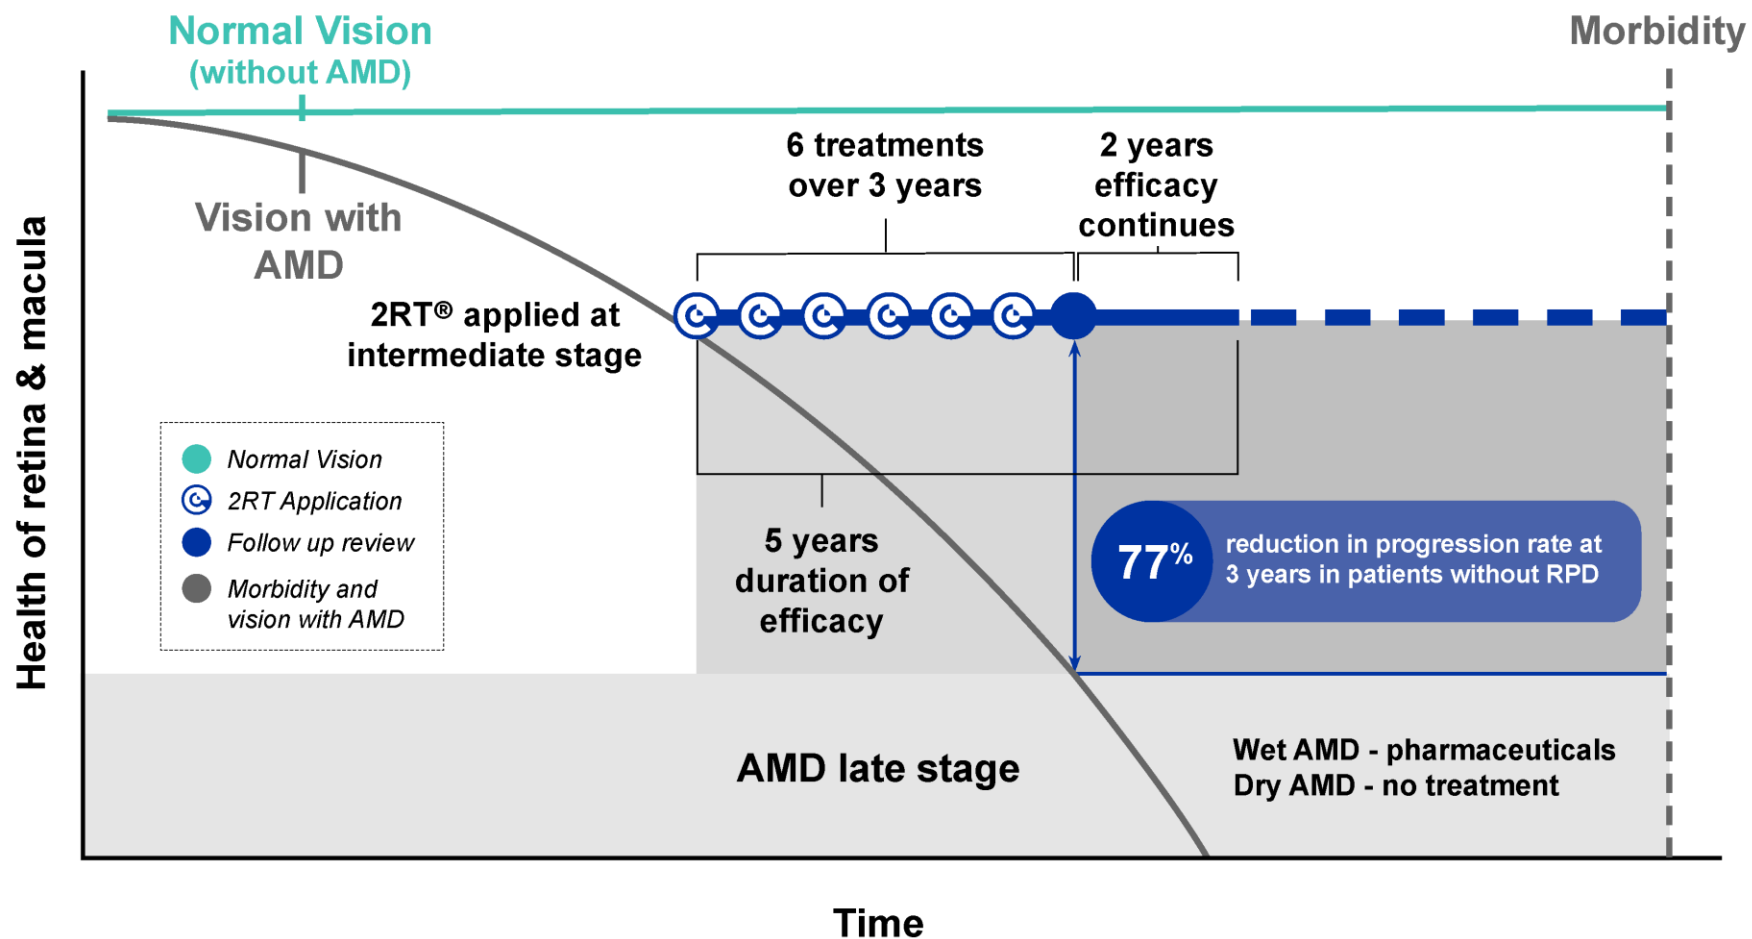 Normal Vision
(without AMD)
Morbidity
Vision with
AMD
6 treatments
over 3 years
2 years
efficacy
continues
2RT® applied at
intermediate stage
Normal Vision
2RT Application
Follow up review
Morbidity and
vision with AMD
5 years
duration of
efficacy
77%
reduction in progression rate at
3 years in patients without RPD
AMD late stage
Wet AMD - pharmaceuticals
Dry AMD - no treatment
Health of retina & macula
Time